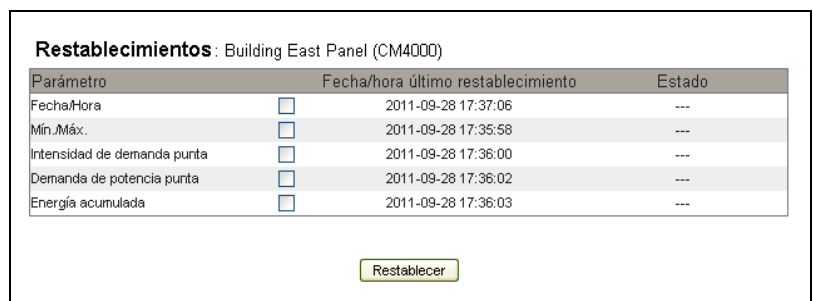 Restablecimientos: Building East Panel (CM4000)
Parámetro Fecha/hora último restablecimiento Estado
Fecha/Hora 2011-09-28 17:37:06 ---
Mín./Máx. 2011-09-28 17:35:58 ---
Intensidad de demanda punta 2011-09-28 17:36:00 ---
Demanda de potencia punta 2011-09-28 17:36:02 ---
Energía acumulada 2011-09-28 17:36:03 ---
Restablecer